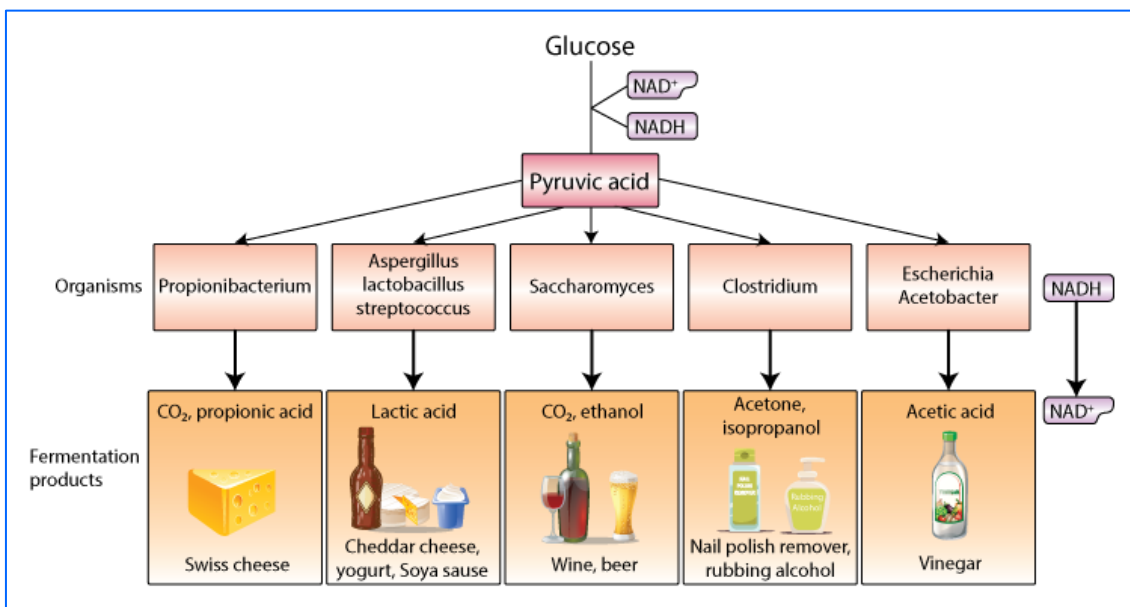 Glucose
NAD⁺
NADH
Pyruvic acid
Organisms
Propionibacterium
Aspergillus
lactobacillus
streptococcus
Saccharomyces
Clostridium
Escherichia
Acetobacter
NADH
Fermentation
products
CO₂, propionic acid
Swiss cheese
Lactic acid
Cheddar cheese,
yogurt, Soya sause
CO₂, ethanol
Wine, beer
Acetone,
isopropanol
Rubbing
Alcohol
Nail polish remover,
rubbing alcohol
Acetic acid
Vinegar
NAD⁺